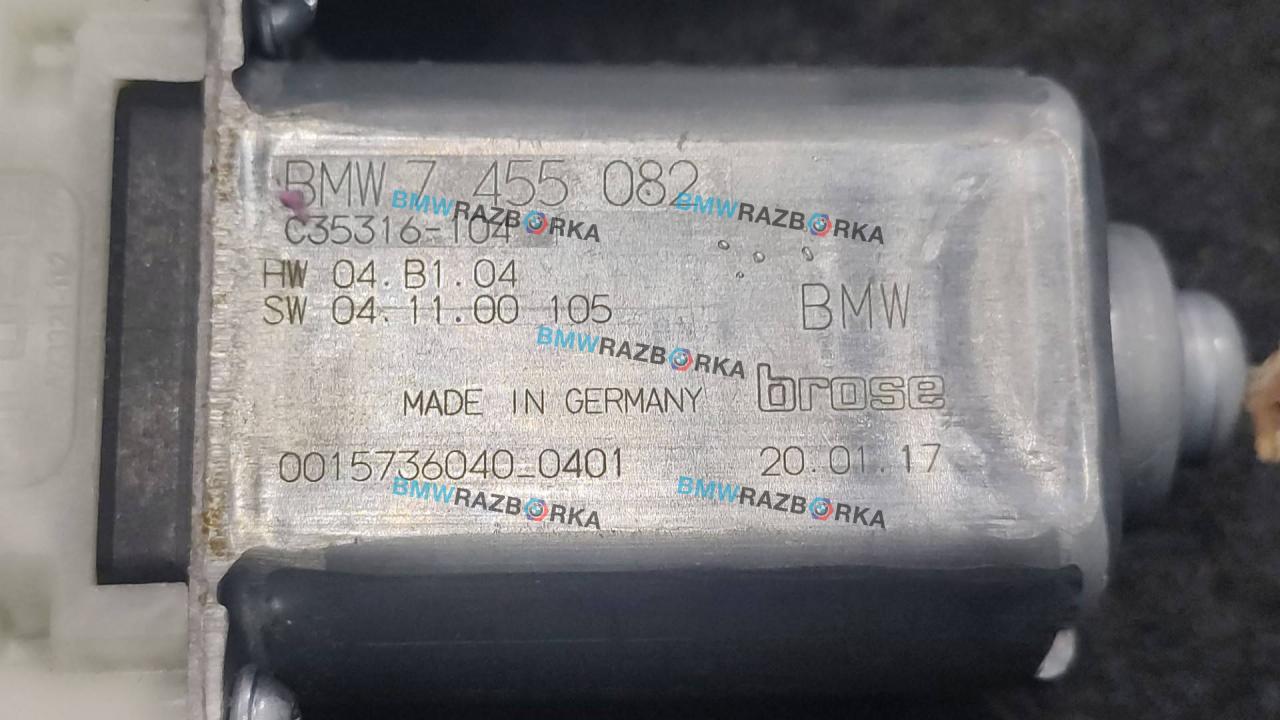 BMW 7 455 082
C35316-104
BMWRAZBORKA
BMWRAZBORKA
HW 04.B1.04
SW 04.11.00 105
BMW
BMWRAZBORKA
MADE IN GERMANY
brose
0015736040_0401
20.01.17
BMWRAZBORKA
BMWRAZBORKA